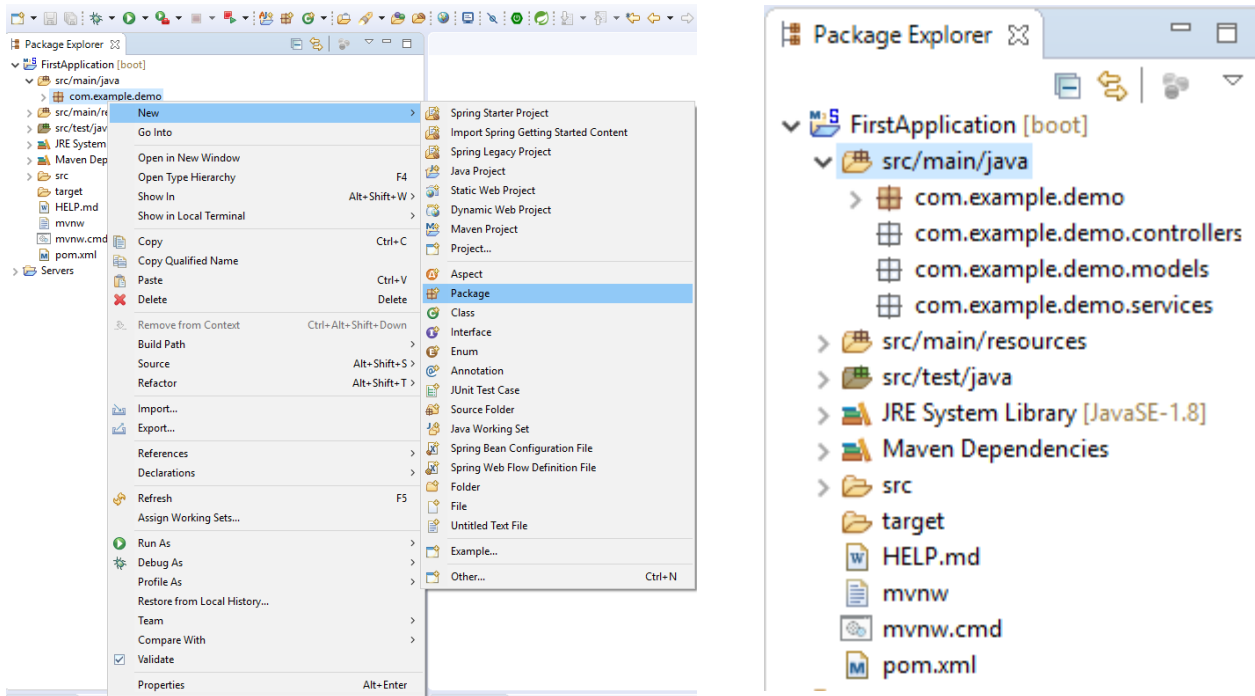 Package Explorer
FirstApplication [boot]
src/main/java
com.example.demo
src/main/re
src/test/jav
JRE System
Maven Dep
src
target
HELP.md
mvnw
mvnw.cmd
pom.xml
Servers
New
Go Into
Open in New Window
Open Type Hierarchy F4
Show In Alt+Shift+W
Show in Local Terminal
Copy Ctrl+C
Copy Qualified Name
Paste Ctrl+V
Delete Delete
Remove from Context Ctrl+Alt+Shift+Down
Build Path
Source Alt+Shift+S
Refactor Alt+Shift+T
Import...
Export...
References
Declarations
Refresh F5
Assign Working Sets...
Run As
Debug As
Profile As
Restore from Local History...
Team
Compare With
Validate
Properties Alt+Enter
Spring Starter Project
Import Spring Getting Started Content
Spring Legacy Project
Java Project
Static Web Project
Dynamic Web Project
Maven Project
Project...
Aspect
Package
Class
Interface
Enum
Annotation
JUnit Test Case
Source Folder
Java Working Set
Spring Bean Configuration File
Spring Web Flow Definition File
Folder
File
Untitled Text File
Example...
Other... Ctrl+N
Package Explorer
FirstApplication [boot]
src/main/java
com.example.demo
com.example.demo.controllers
com.example.demo.models
com.example.demo.services
src/main/resources
src/test/java
JRE System Library [JavaSE-1.8]
Maven Dependencies
src
target
HELP.md
mvnw
mvnw.cmd
pom.xml